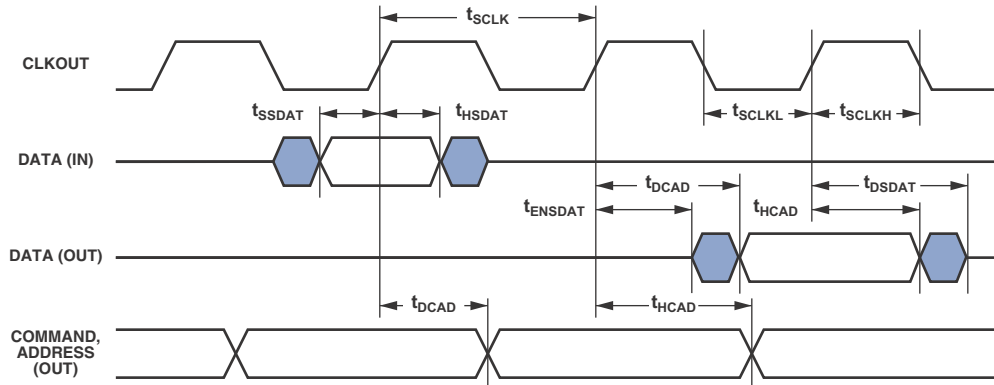 tSCLK
CLKOUT
tSSDAT
tHSDAT
tSCLKL
tSCLKH
DATA (IN)
tDCAD
tDSDAT
tENSDAT
tHCAD
DATA (OUT)
tDCAD
tHCAD
COMMAND,
ADDRESS
(OUT)